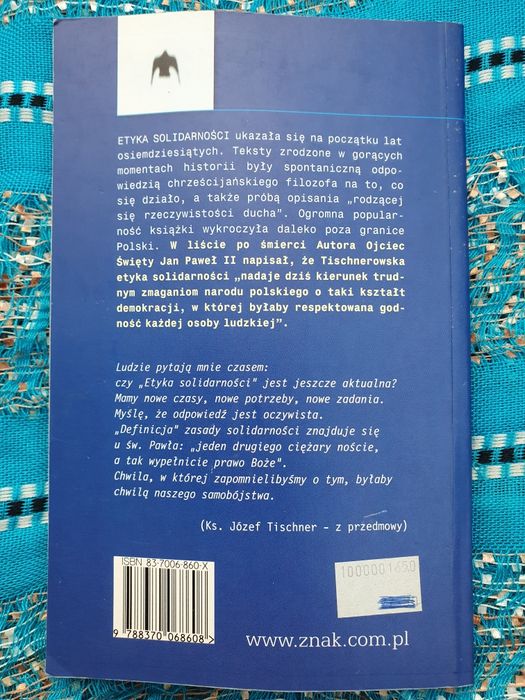 ETYKA SOLIDARNOŚCI ukazała się na początku lat
osiemdziesiątych. Teksty zrodzone w gorących
momentach historii były spontaniczną odpo-
wiedzią chrześcijańskiego filozofa na to, co
się działo, a także próbą opisania „rodzącej
się rzeczywistości ducha". Ogromna popular-
ność książki wykroczyła daleko poza granice
Polski. W liście po śmierci Autora Ojciec
Święty Jan Paweł II napisał, że Tischnerowska
etyka solidarności „nadaje dziś kierunek trud-
nym zmaganiom narodu polskiego o taki kształt
demokracji, w której byłaby respektowana god-
ność każdej osoby ludzkiej".
Ludzie pytają mnie czasem:
czy „Etyka solidarności" jest jeszcze aktualna?
Mamy nowe czasy, nowe potrzeby, nowe zadania.
Myślę, że odpowiedź jest oczywista.
„Definicja" zasady solidarności znajduje się
u św. Pawła: „jeden drugiego ciężary noście,
a tak wypełnicie prawo Boże".
Chwila, w której zapomnielibyśmy o tym, byłaby
chwilą naszego samobójstwa.
(Ks. Józef Tischner - z przedmowy)
ISBN 83-7006-860-X
9 788370 068608>
1000001650
www.znak.com.pl